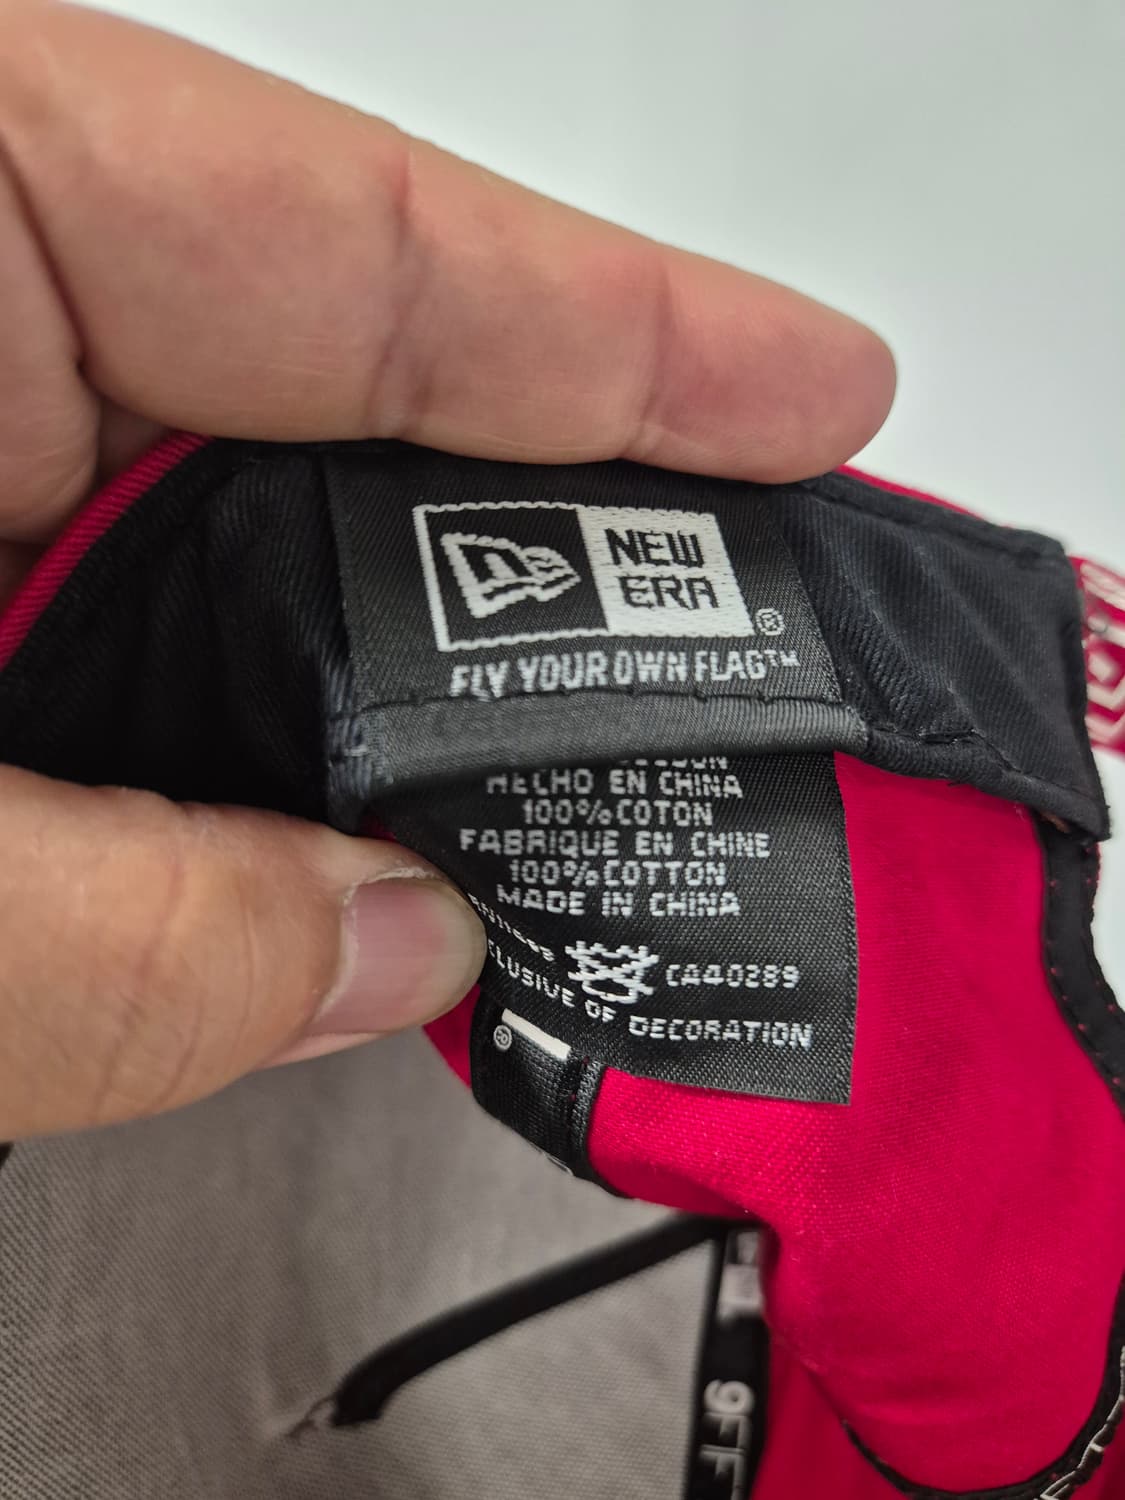 NEW
ERA
®
FLY YOUR OWN FLAG™
HECHO EN CHINA
100%COTON
FABRIQUE EN CHINE
100%COTTON
MADE IN CHINA
CA40289
OF DECORATION
®
9FF